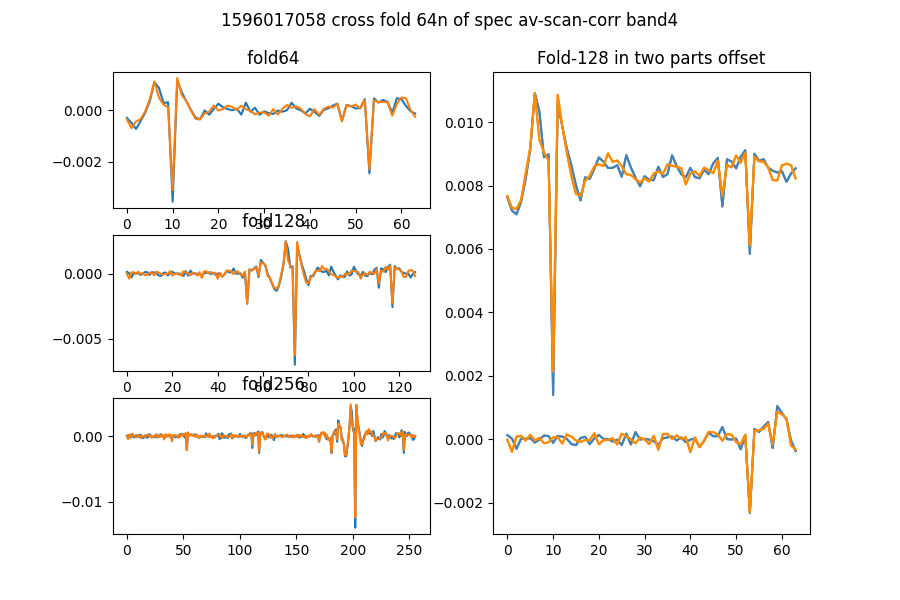 1596017058 cross fold 64n of spec av-scan-corr band4
fold64
0.000
−0.002
0 10 20 30 40 50 60
fold128
0.000
−0.005
0 20 40 60 80 100 120
fold256
0.00
−0.01
0 50 100 150 200 250
Fold-128 in two parts offset
0.010
0.008
0.006
0.004
0.002
0.000
−0.002
0 10 20 30 40 50 60